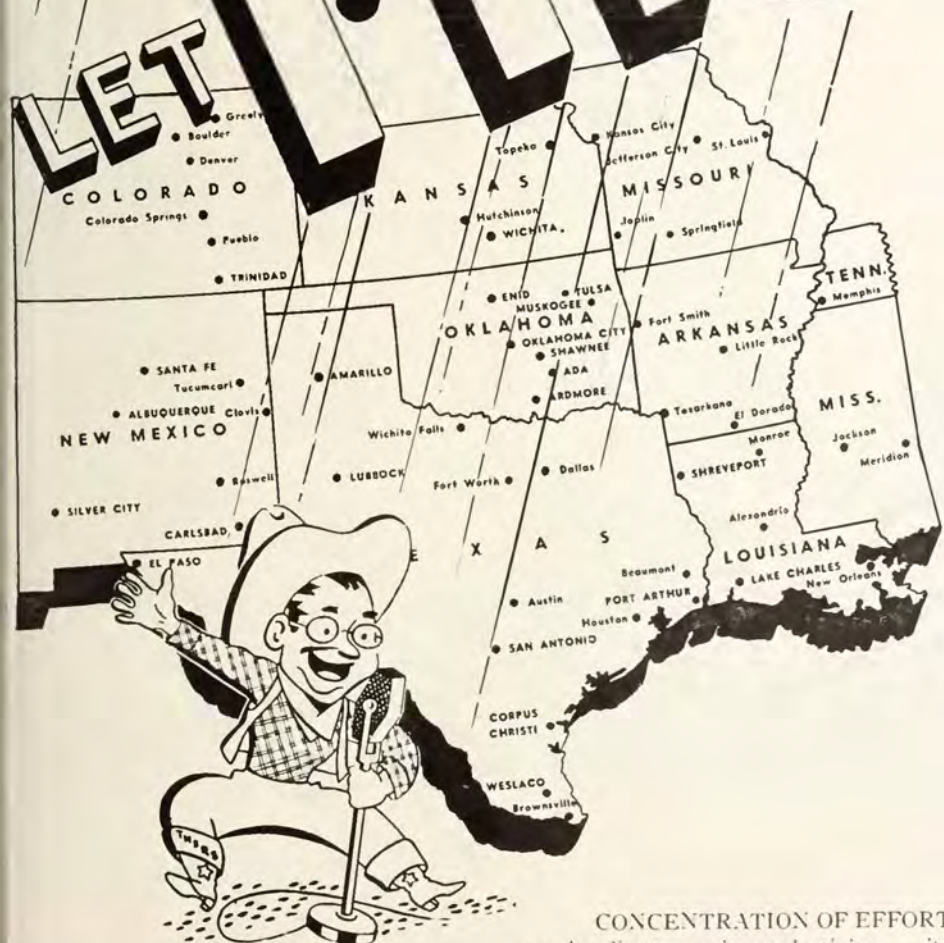 LET
Greely
Boulder
Denver
COLORADO
Colorado Springs
Pueblo
TRINIDAD
KANSAS
Topeka
Hutchinson
WICHITA
Kansas City
Jefferson City
St. Louis
MISSOURI
Joplin
Springfield
TENN.
Memphis
ENID
TULSA
MUSKOGEE
OKLAHOMA
OKLAHOMA CITY
SHAWNEE
ADA
ARDMORE
Fort Smith
ARKANSAS
Little Rock
Texarkana
El Dorado
SANTA FE
Tucumcari
ALBUQUERQUE
Clovis
NEW MEXICO
Roswell
SILVER CITY
CARLSBAD
EL PASO
AMARILLO
Wichita Falls
LUBBOCK
Fort Worth
Dallas
EXAS
Beaumont
Austin
PORT ARTHUR
Houston
SAN ANTONIO
CORPUS
CHRISTI
WESLACO
Brownsville
Monroe
SHREVEPORT
Alexandria
LOUISIANA
LAKE CHARLES
New Orleans
MISS.
Jackson
Meridian
CONCENTRATION OF EFFORT